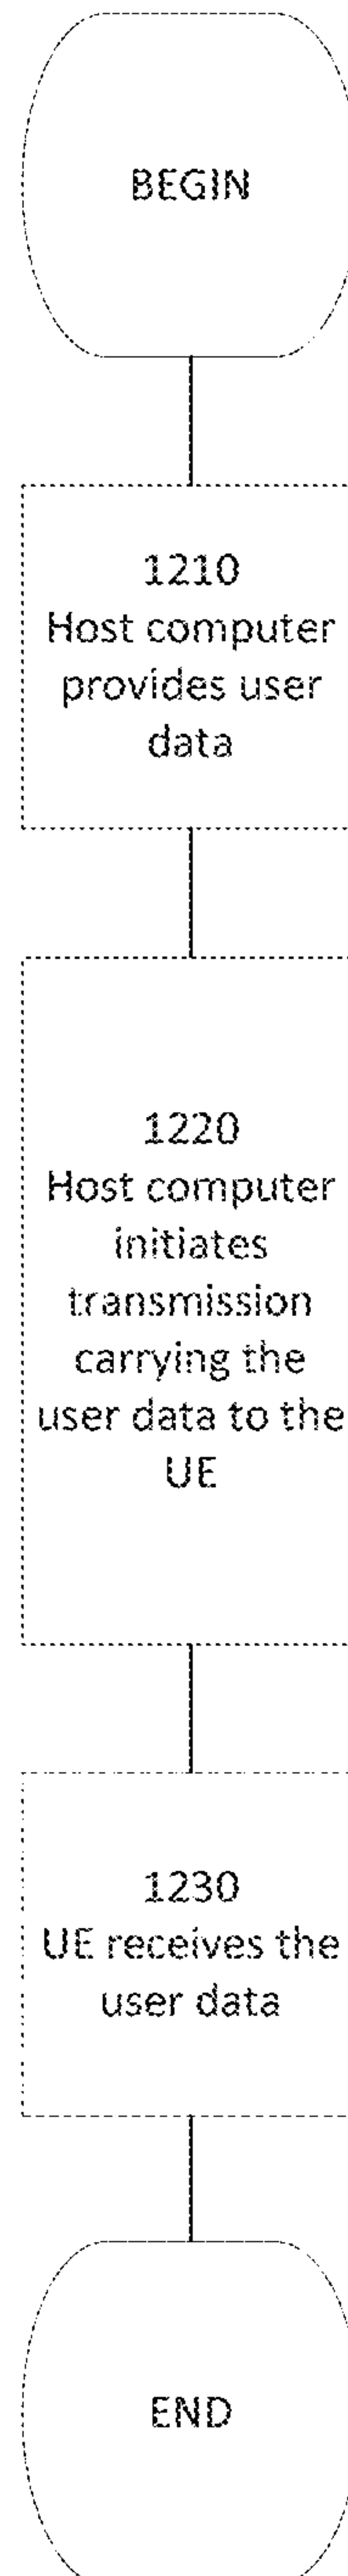 BEGIN
1210
Host computer
provides user
data
1220
Host computer
initiates
transmission
carrying the
user data to the
UE
1230
UE receives the
user data
END